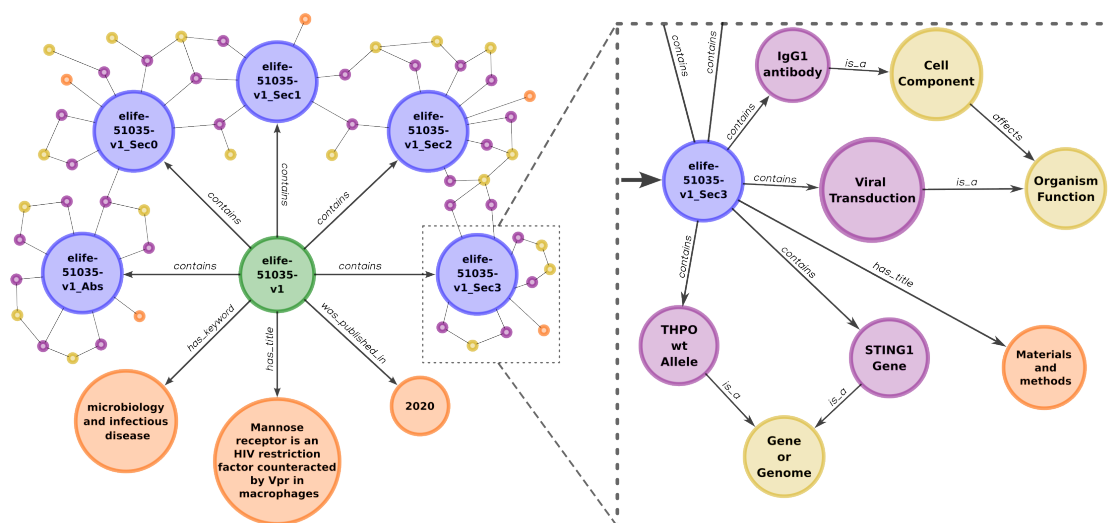 elife-
51035-
v1_Sec1
elife-
51035-
v1_Sec0
elife-
51035-
v1_Sec2
contains
contains
contains
elife-
51035-
v1_Abs
contains
elife-
51035-
v1
contains
elife-
51035-
v1_Sec3
has_keyword
has_title
was_published_in
microbiology
and infectious
disease
Mannose
receptor is an
HIV restriction
factor counteracted
by Vpr in
macrophages
2020
contains
contains
IgG1
antibody
is_a
Cell
Component
contains
affects
elife-
51035-
v1_Sec3
contains
Viral
Transduction
is_a
Organism
Function
contains
contains
has_title
THPO
wt
Allele
STING1
Gene
Materials
and
methods
is_a
is_a
Gene
or
Genome